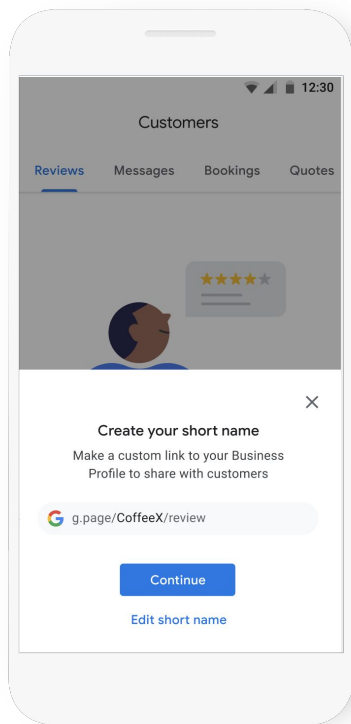 12:30
Customers
Reviews Messages Bookings Quotes
Create your short name
Make a custom link to your Business
Profile to share with customers
g.page/CoffeeX/review
Continue
Edit short name